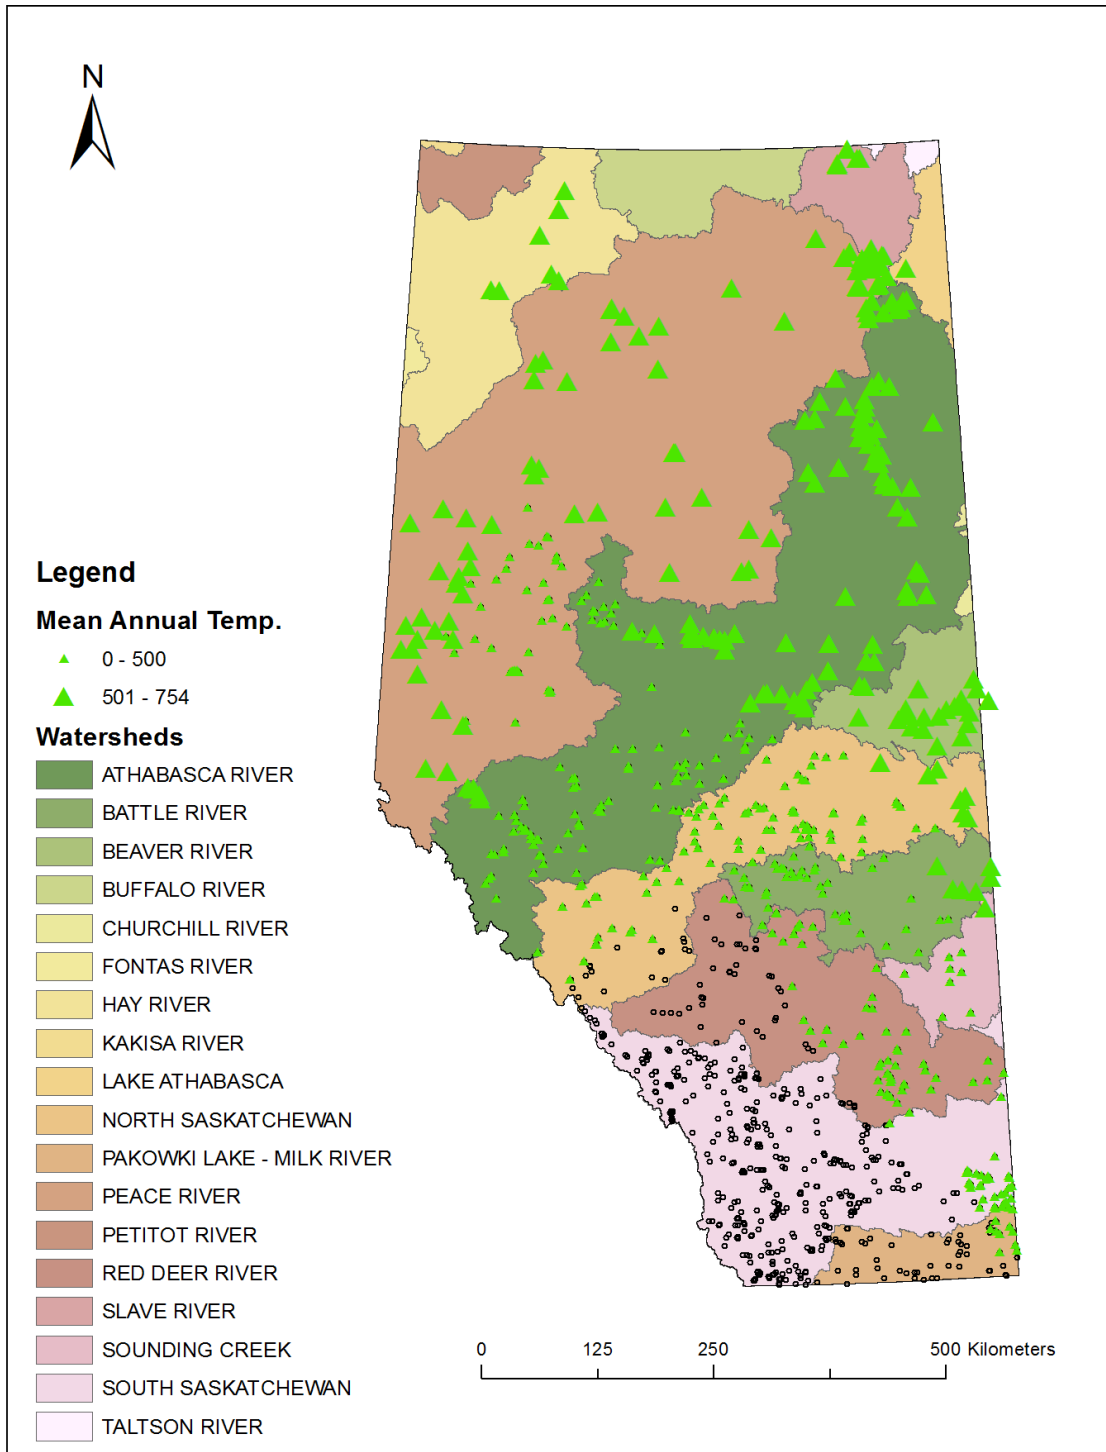 N
Legend
Mean Annual Temp.
0 - 500
501 - 754
Watersheds
ATHABASCA RIVER
BATTLE RIVER
BEAVER RIVER
BUFFALO RIVER
CHURCHILL RIVER
FONTAS RIVER
HAY RIVER
KAKISA RIVER
LAKE ATHABASCA
NORTH SASKATCHEWAN
PAKOWKI LAKE - MILK RIVER
PEACE RIVER
PETITOT RIVER
RED DEER RIVER
SLAVE RIVER
SOUNDING CREEK
SOUTH SASKATCHEWAN
TALTSON RIVER
0 125 250 500 Kilometers